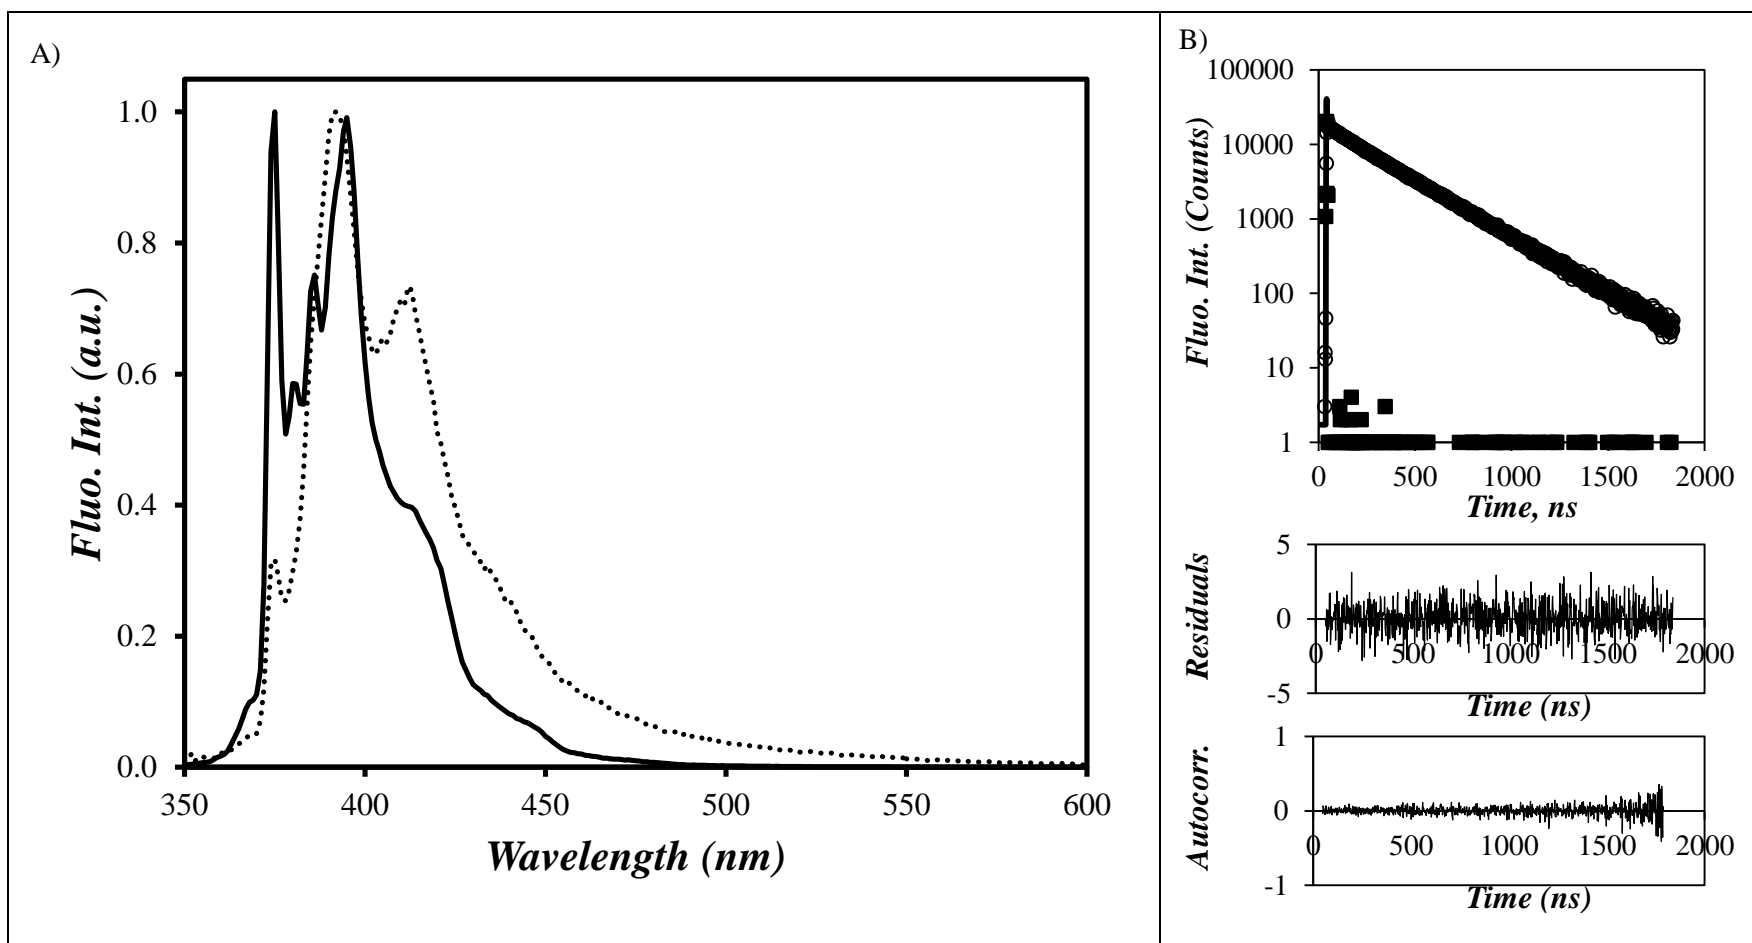 A)
1.0
0.8
0.6
0.4
0.2
0.0
Fluo. Int. (a.u.)
350 400 450 500 550 600
Wavelength (nm)
B)
100000
10000
1000
100
10
1
Fluo. Int. (Counts)
0 500 1000 1500 2000
Time, ns
5
0
-5
Residuals
0 500 1000 1500 2000
Time (ns)
1
0
-1
Autocorr.
0 500 1000 1500 2000
Time (ns)